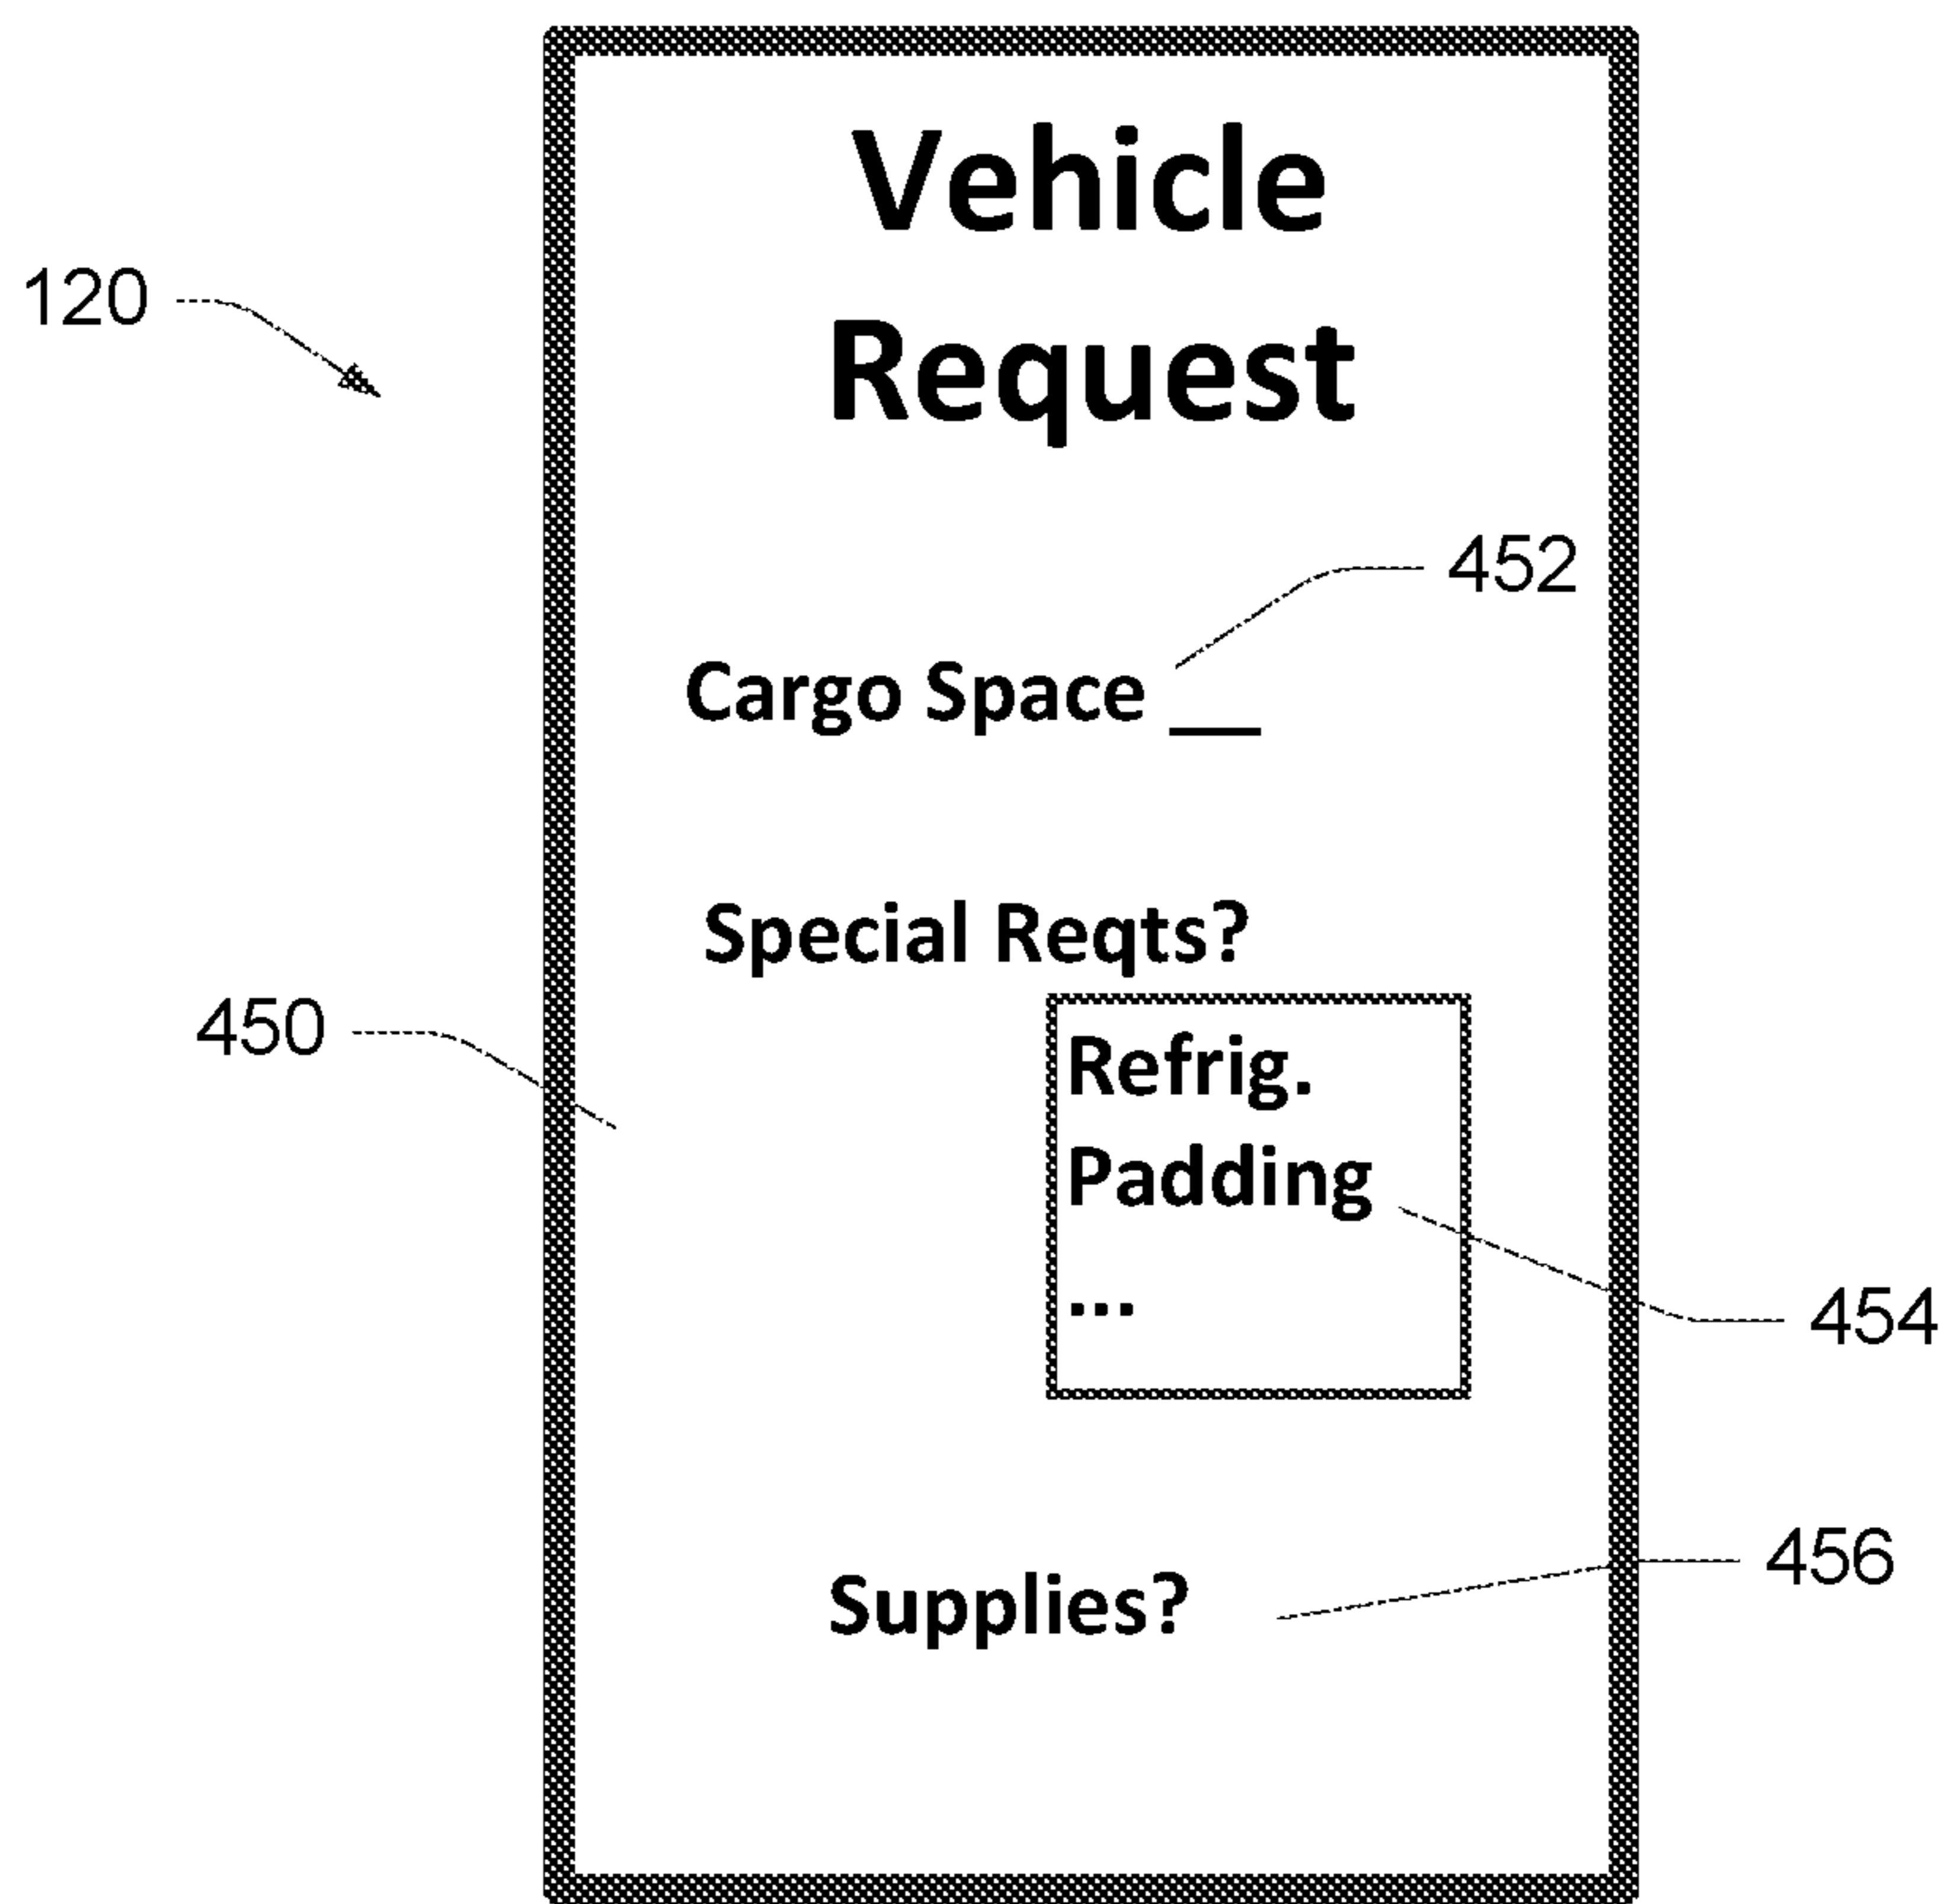 Vehicle
120
Request
452
Cargo Space __
Special Reqts?
450
Refrig.
Padding
...
454
456
Supplies?